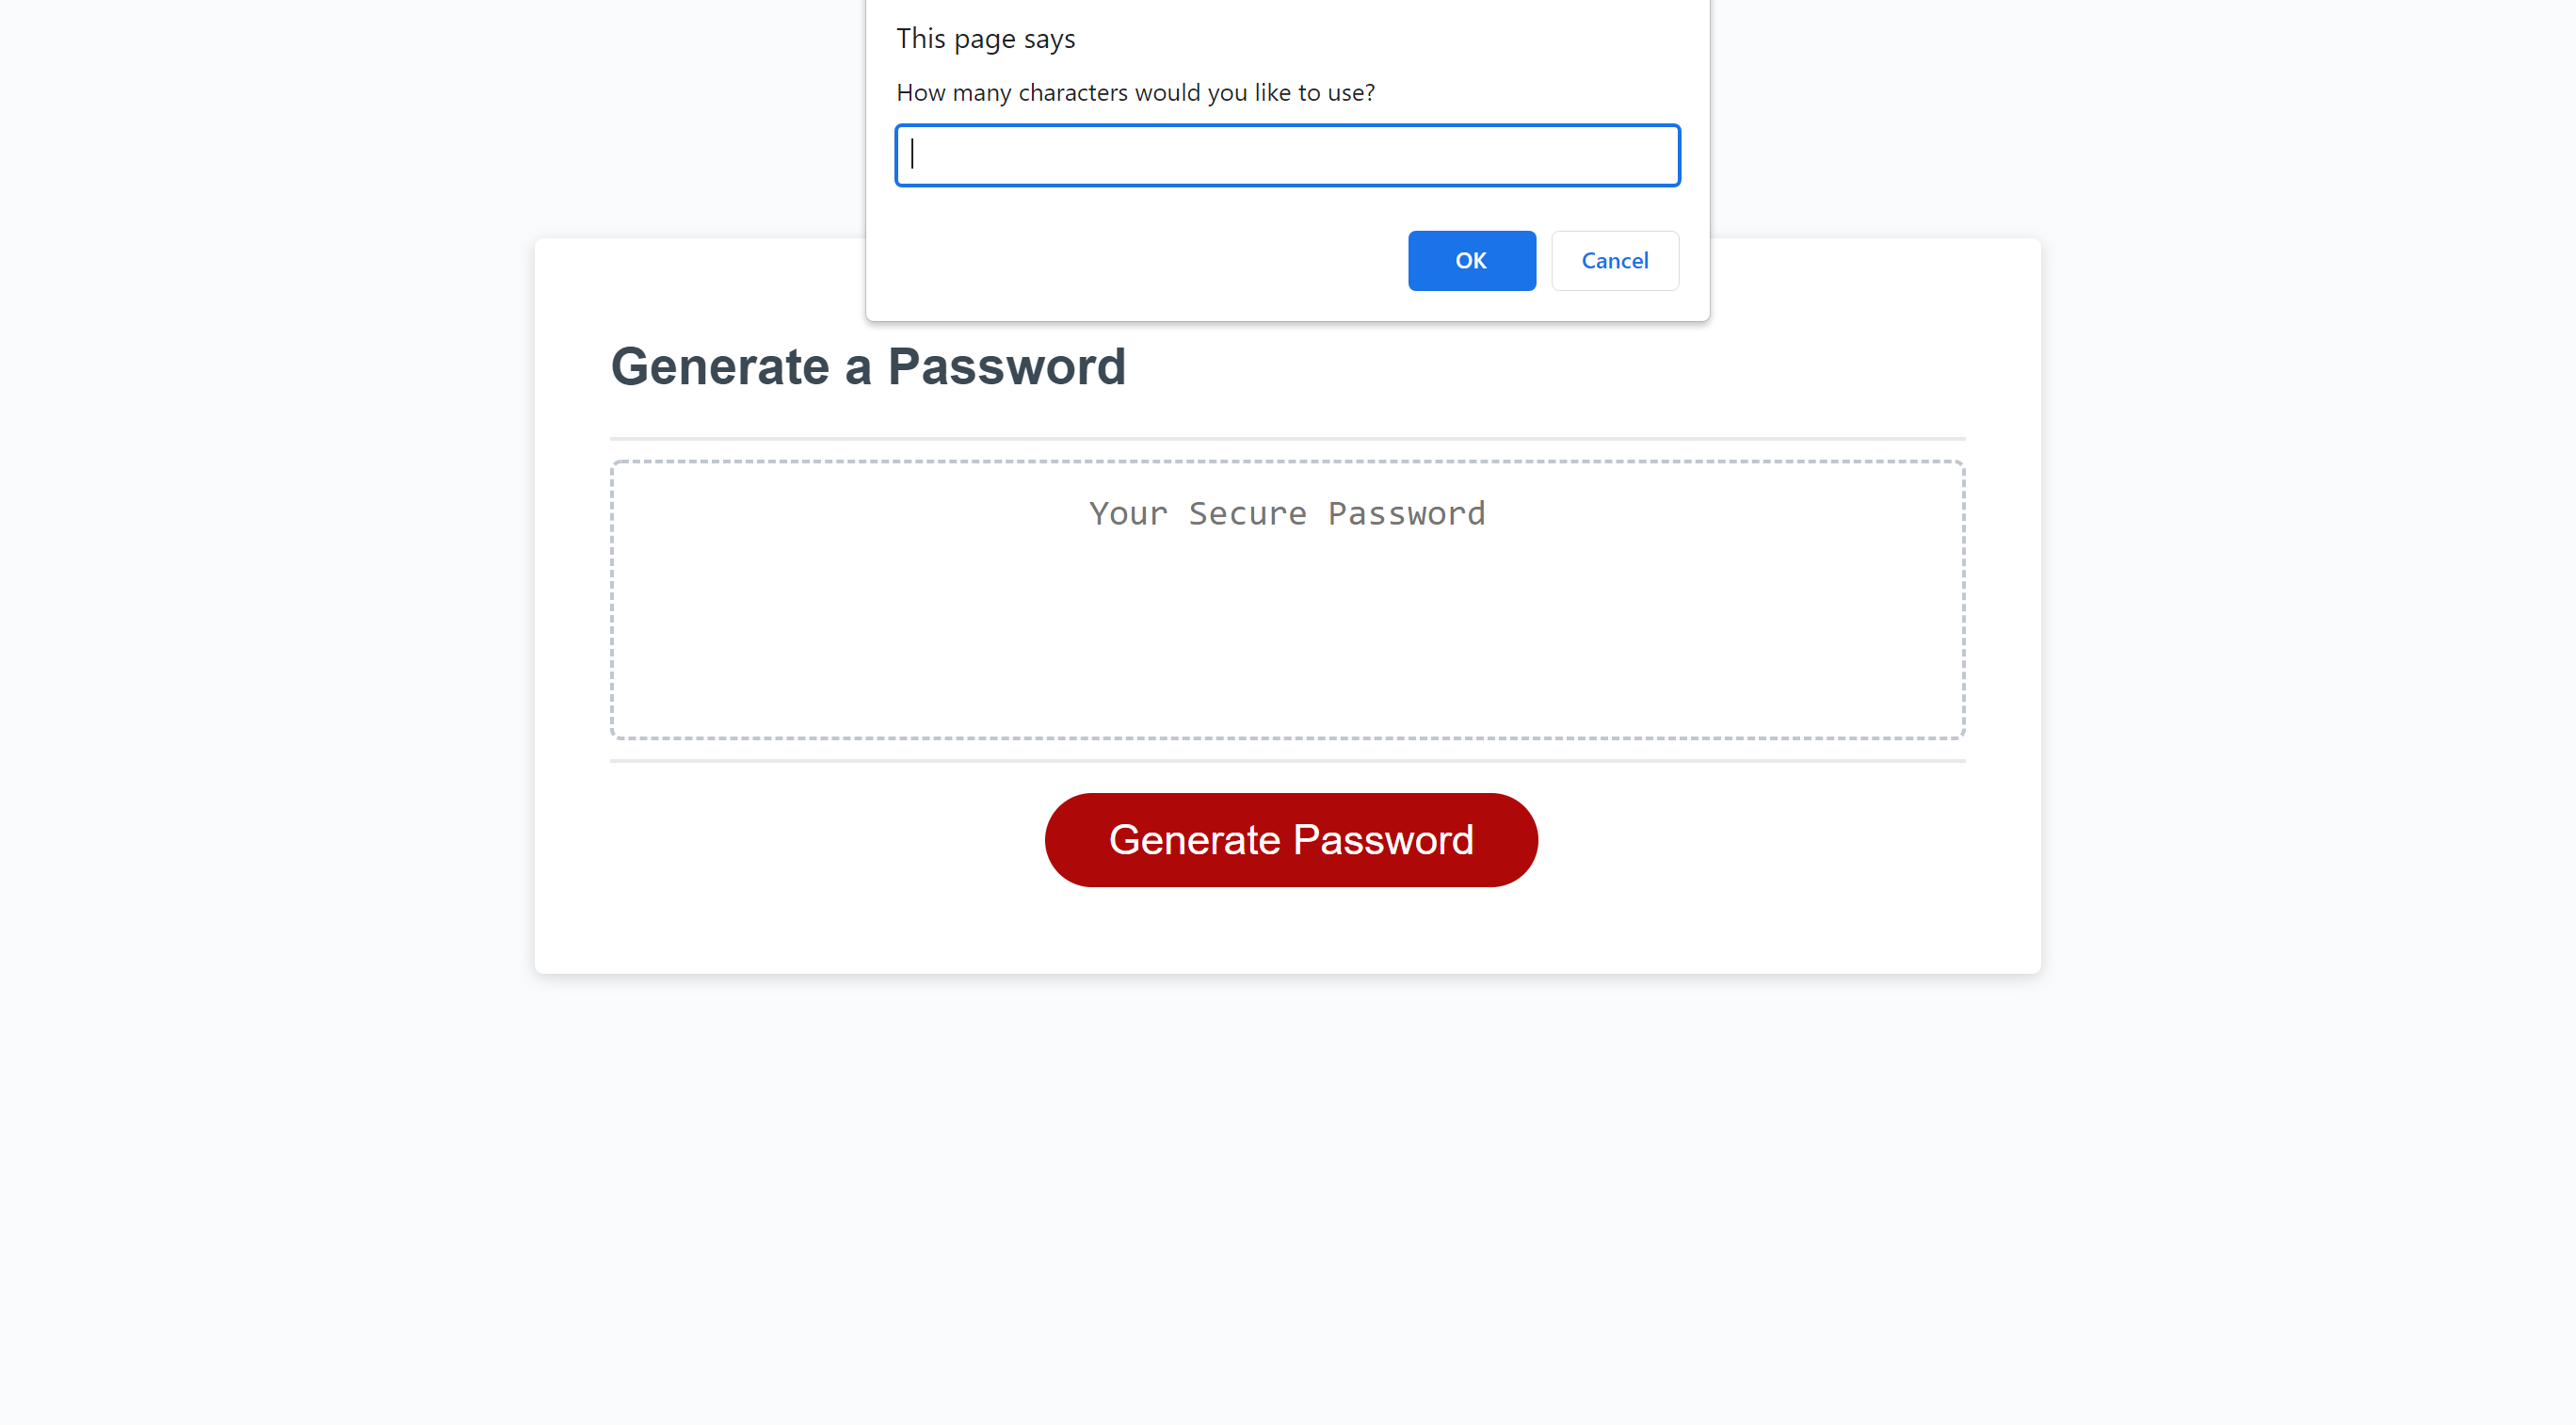 This page says
How many characters would you like to use?
OK
Cancel
Generate a Password
Your Secure Password
Generate Password